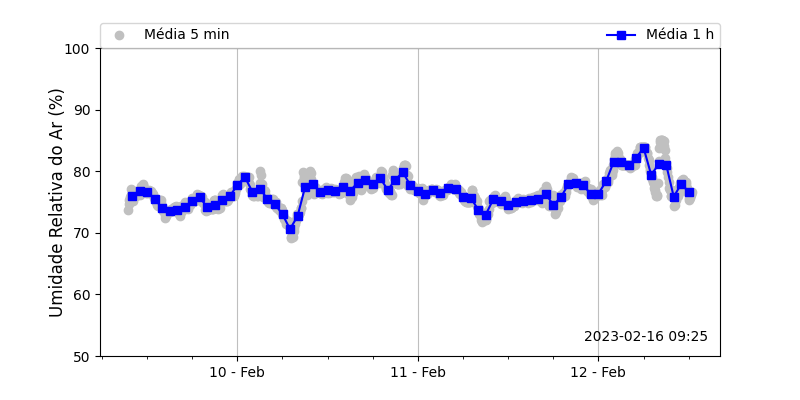 Média 5 min
Média 1 h
100
90
80
70
60
50
Umidade Relativa do Ar (%)
2023-02-16 09:25
10 - Feb
11 - Feb
12 - Feb